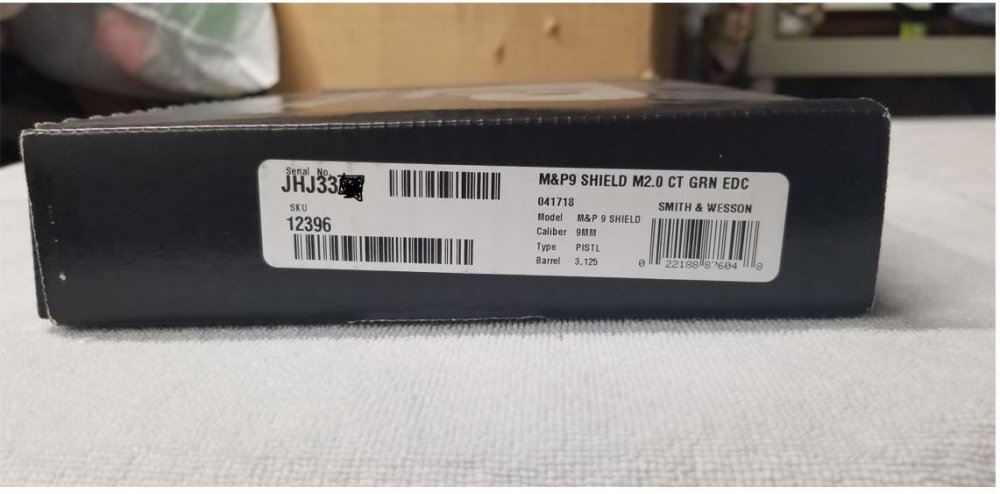 Serial No.
JHJ33
SKU
12396
M&P9 SHIELD M2.0 CT GRN EDC
041718
SMITH & WESSON
Model M&P 9 SHIELD
Caliber 9MM
Type PISTL
Barrel 3.125
0 22188 87604 8